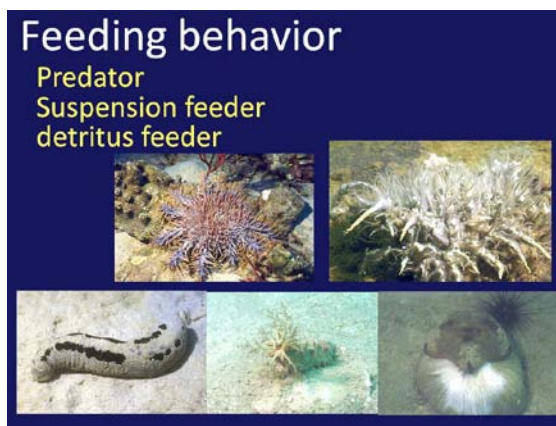 Feeding behavior
Predator
Suspension feeder
detritus feeder